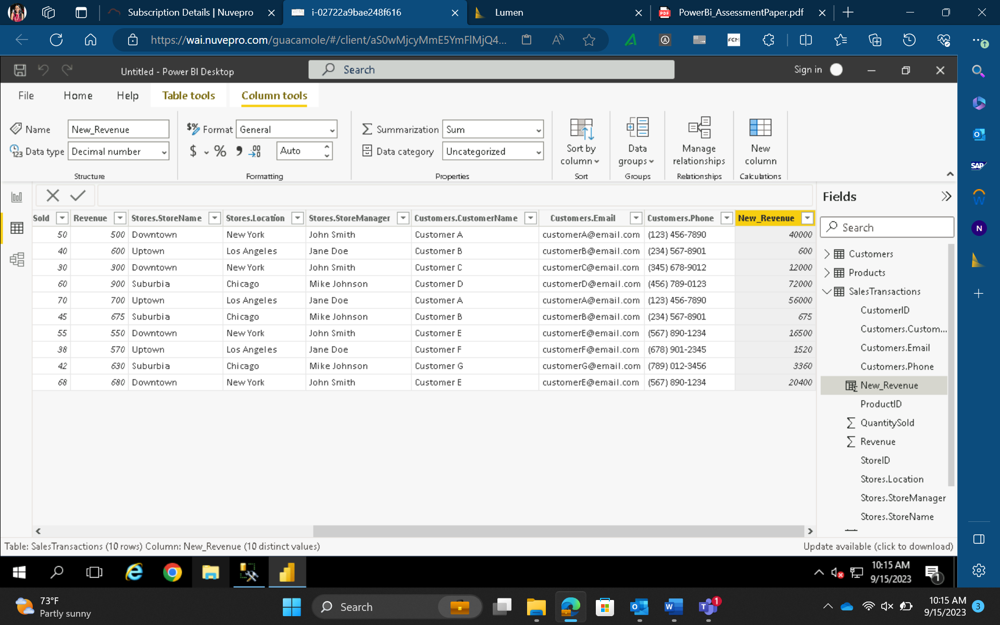 Subscription Details | Nuvepro
i-02722a9bae248f616
Lumen
PowerBi_AssessmentPaper.pdf
https://wai.nuvepro.com/guacamole/#/client/aS0wMjcyMmE5YmFlMjQ4...
Untitled - Power BI Desktop
Search
Sign in
File
Home
Help
Table tools
Column tools
Name
New_Revenue
Data type
Decimal number
Structure
Format
General
$
%
Auto
Formatting
Summarization
Sum
Data category
Uncategorized
Properties
Sort by
column
Sort
Data
groups
Groups
Manage
relationships
Relationships
New
column
Calculations
Sold Revenue Stores.StoreName Stores.Location Stores.StoreManager Customers.CustomerName Customers.Email Customers.Phone New_Revenue
50 500 Downtown New York John Smith Customer A customerA@email.com (123) 456-7890 40000
40 600 Uptown Los Angeles Jane Doe Customer B customerB@email.com (234) 567-8901 600
30 300 Downtown New York John Smith Customer C customerC@email.com (345) 678-9012 12000
60 900 Suburbia Chicago Mike Johnson Customer D customerD@email.com (456) 789-0123 72000
70 700 Uptown Los Angeles Jane Doe Customer A customerA@email.com (123) 456-7890 56000
45 675 Suburbia Chicago Mike Johnson Customer B customerB@email.com (234) 567-8901 675
55 550 Downtown New York John Smith Customer E customerE@email.com (567) 890-1234 16500
38 570 Uptown Los Angeles Jane Doe Customer F customerF@email.com (678) 901-2345 1520
42 630 Suburbia Chicago Mike Johnson Customer G customerG@email.com (789) 012-3456 3360
68 680 Downtown New York John Smith Customer E customerE@email.com (567) 890-1234 20400
Fields
Search
Customers
Products
SalesTransactions
CustomerID
Customers.Custom...
Customers.Email
Customers.Phone
New_Revenue
ProductID
QuantitySold
Revenue
StoreID
Stores.Location
Stores.StoreManager
Stores.StoreName
Table: SalesTransactions (10 rows) Column: New_Revenue (10 distinct values)
Update available (click to download)
10:15 AM
9/15/2023
1
73°F
Partly sunny
Search
1
10:15 AM
9/15/2023
3